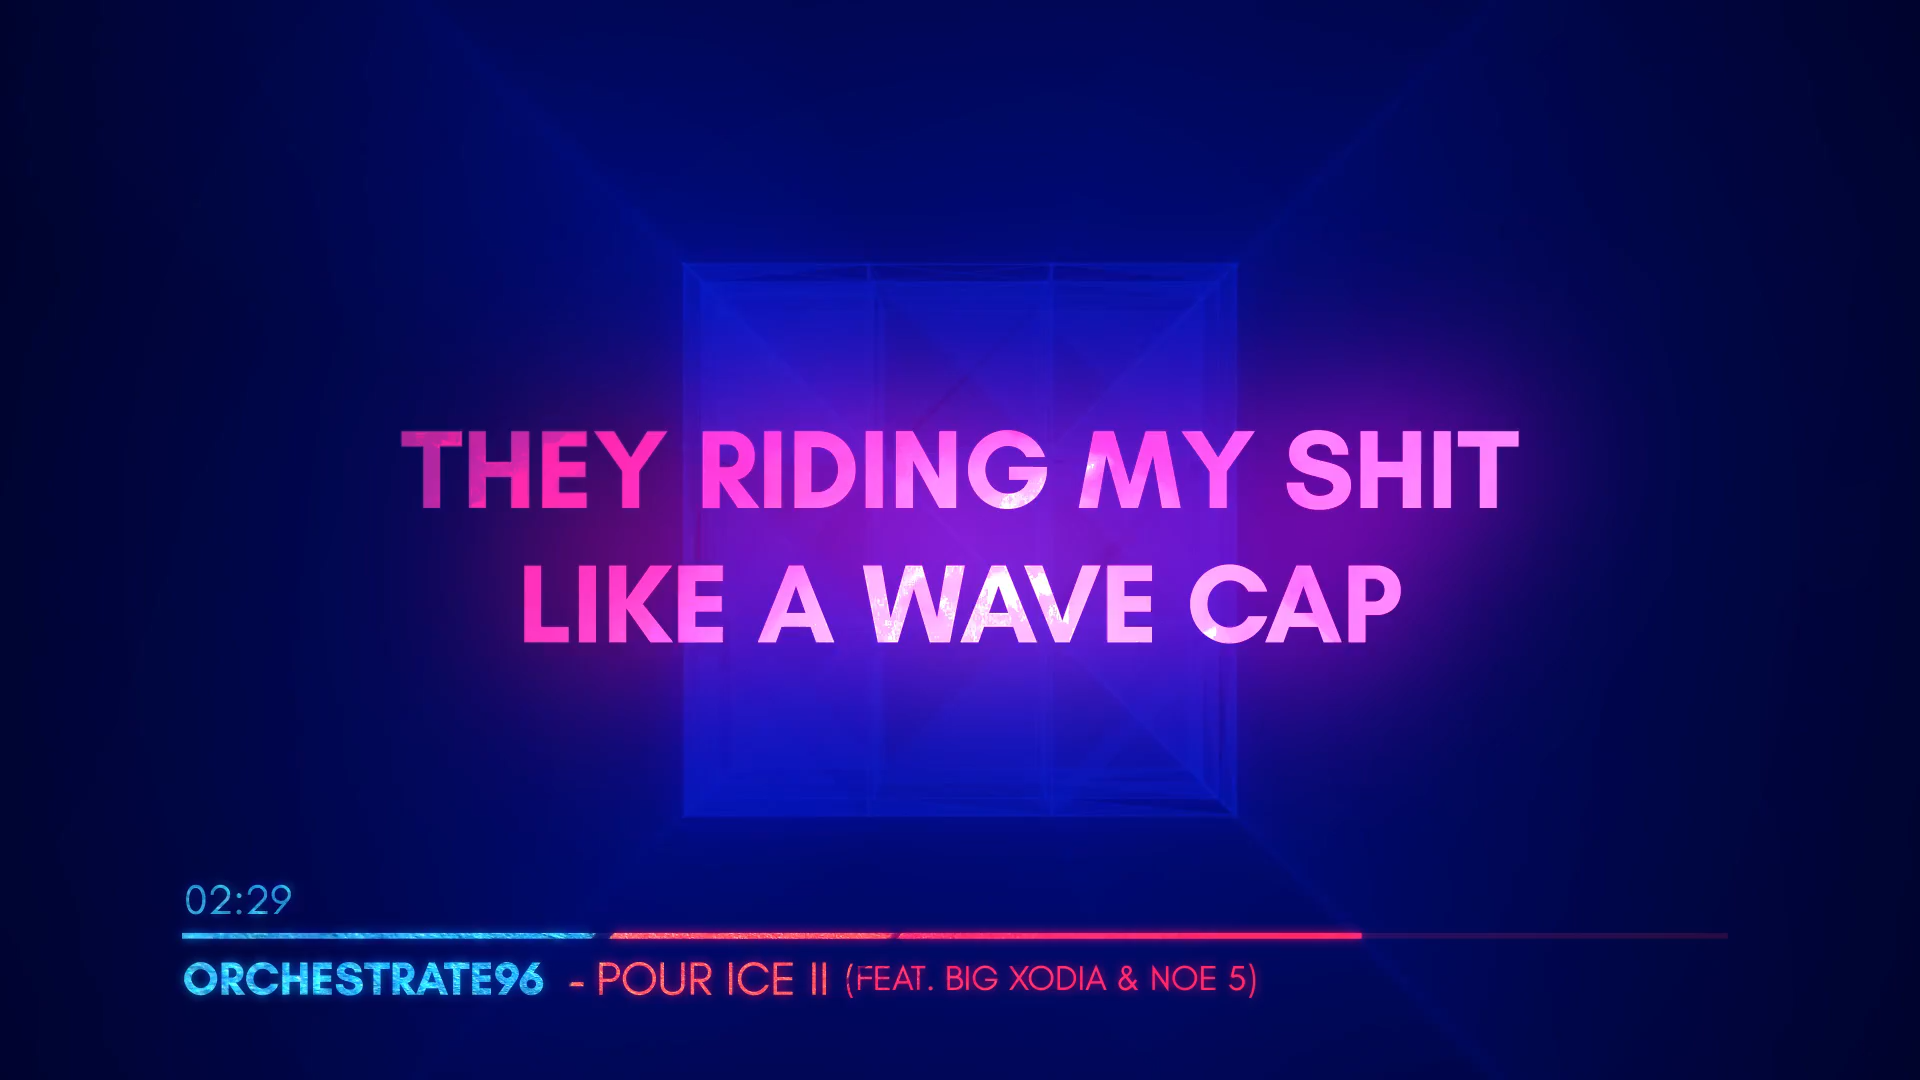 THEY RIDING MY SHIT
LIKE A WAVE CAP
02:29
ORCHESTRATE96 - POUR ICE II (FEAT. BIG XODIA & NOE 5)